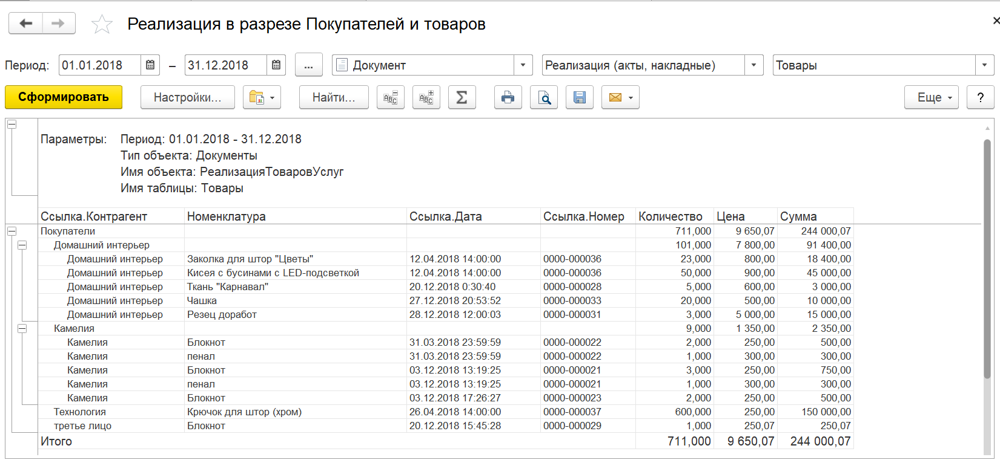 Реализация в разрезе Покупателей и товаров
Период: 01.01.2018 – 31.12.2018 ... Документ Реализация (акты, накладные) Товары
Сформировать Настройки... Найти... Еще ?
Параметры: Период: 01.01.2018 - 31.12.2018
Тип объекта: Документы
Имя объекта: РеализацияТоваровУслуг
Имя таблицы: Товары
Ссылка.Контрагент Номенклатура Ссылка.Дата Ссылка.Номер Количество Цена Сумма
Покупатели 711,000 9 650,07 244 000,07
Домашний интерьер 101,000 7 800,00 91 400,00
Домашний интерьер Заколка для штор "Цветы" 12.04.2018 14:00:00 0000-000036 23,000 800,00 18 400,00
Домашний интерьер Кисея с бусинами с LED-подсветкой 12.04.2018 14:00:00 0000-000036 50,000 900,00 45 000,00
Домашний интерьер Ткань "Карнавал" 20.12.2018 0:30:40 0000-000028 5,000 600,00 3 000,00
Домашний интерьер Чашка 27.12.2018 20:53:52 0000-000033 20,000 500,00 10 000,00
Домашний интерьер Резец доработ 28.12.2018 12:00:03 0000-000031 3,000 5 000,00 15 000,00
Камелия 9,000 1 350,00 2 350,00
Камелия Блокнот 31.03.2018 23:59:59 0000-000022 2,000 250,00 500,00
Камелия пенал 31.03.2018 23:59:59 0000-000022 1,000 300,00 300,00
Камелия Блокнот 03.12.2018 13:19:25 0000-000021 3,000 250,00 750,00
Камелия пенал 03.12.2018 13:19:25 0000-000021 1,000 300,00 300,00
Камелия Блокнот 03.12.2018 17:26:27 0000-000023 2,000 250,00 500,00
Технология Крючок для штор (хром) 26.04.2018 14:00:00 0000-000037 600,000 250,00 150 000,00
третье лицо Блокнот 20.12.2018 15:45:28 0000-000029 1,000 250,07 250,07
Итого 711,000 9 650,07 244 000,07